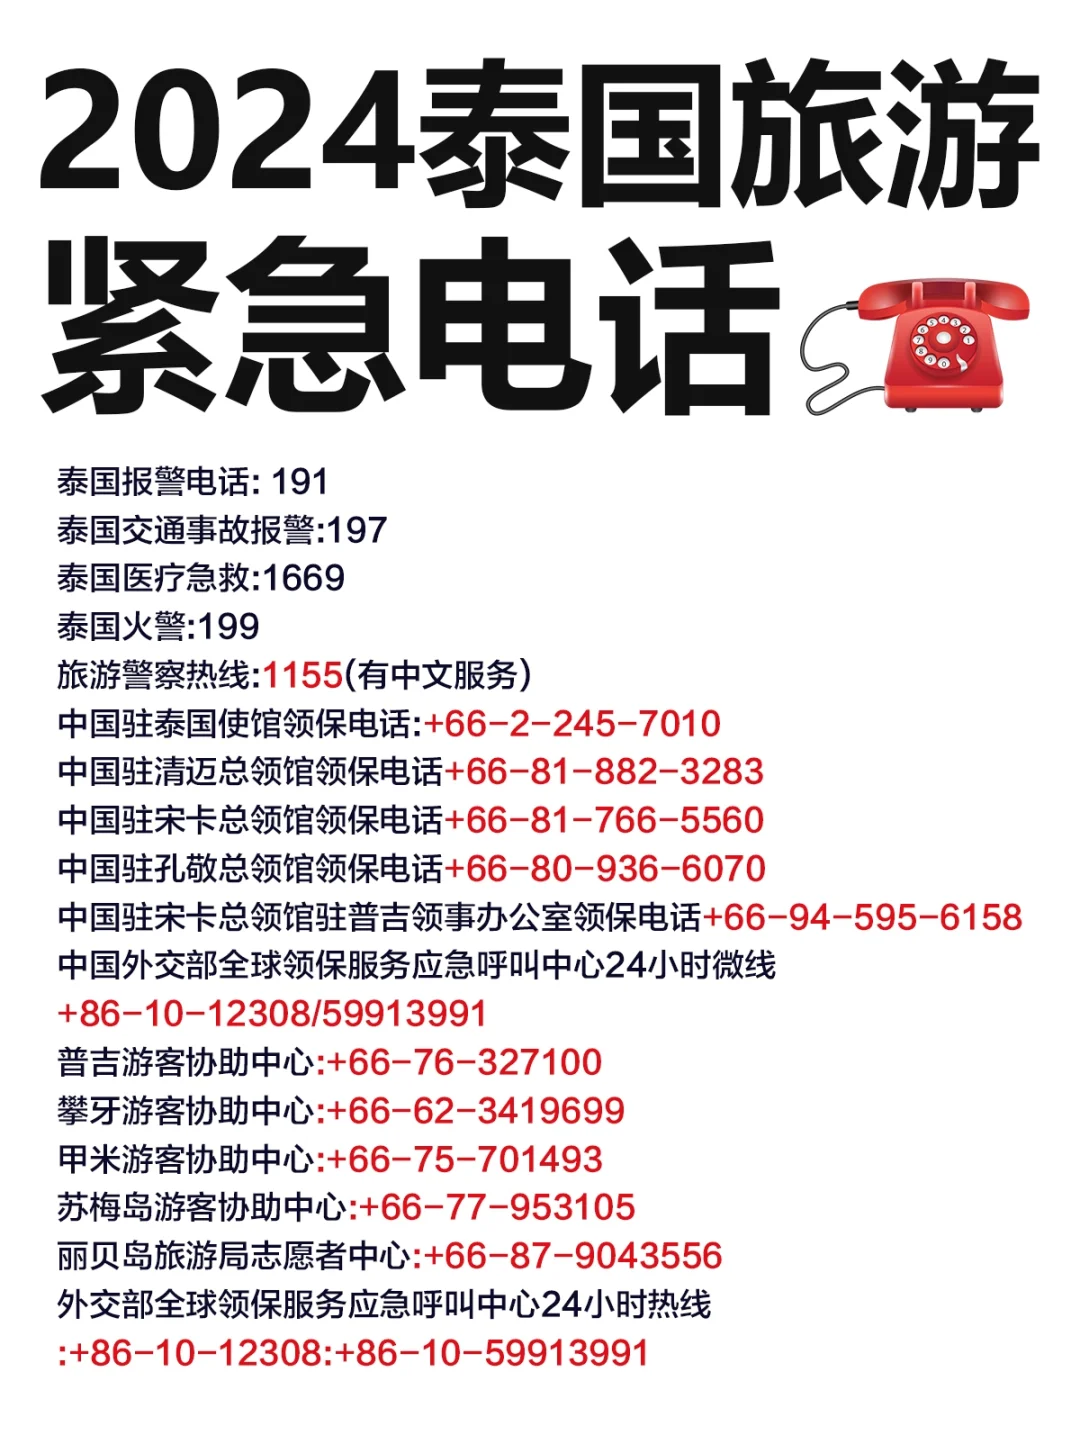 2024泰国旅游
紧急电话
泰国报警电话: 191
泰国交通事故报警:197
泰国医疗急救:1669
泰国火警:199
旅游警察热线:1155(有中文服务)
中国驻泰国使馆领保电话:+66-2-245-7010
中国驻清迈总领馆领保电话+66-81-882-3283
中国驻宋卡总领馆领保电话+66-81-766-5560
中国驻孔敬总领馆领保电话+66-80-936-6070
中国驻宋卡总领馆驻普吉领事办公室领保电话+66-94-595-6158
中国外交部全球领保服务应急呼叫中心24小时微线
+86-10-12308/59913991
普吉游客协助中心:+66-76-327100
攀牙游客协助中心:+66-62-3419699
甲米游客协助中心:+66-75-701493
苏梅岛游客协助中心:+66-77-953105
丽贝岛旅游局志愿者中心:+66-87-9043556
外交部全球领保服务应急呼叫中心24小时热线
:+86-10-12308:+86-10-59913991